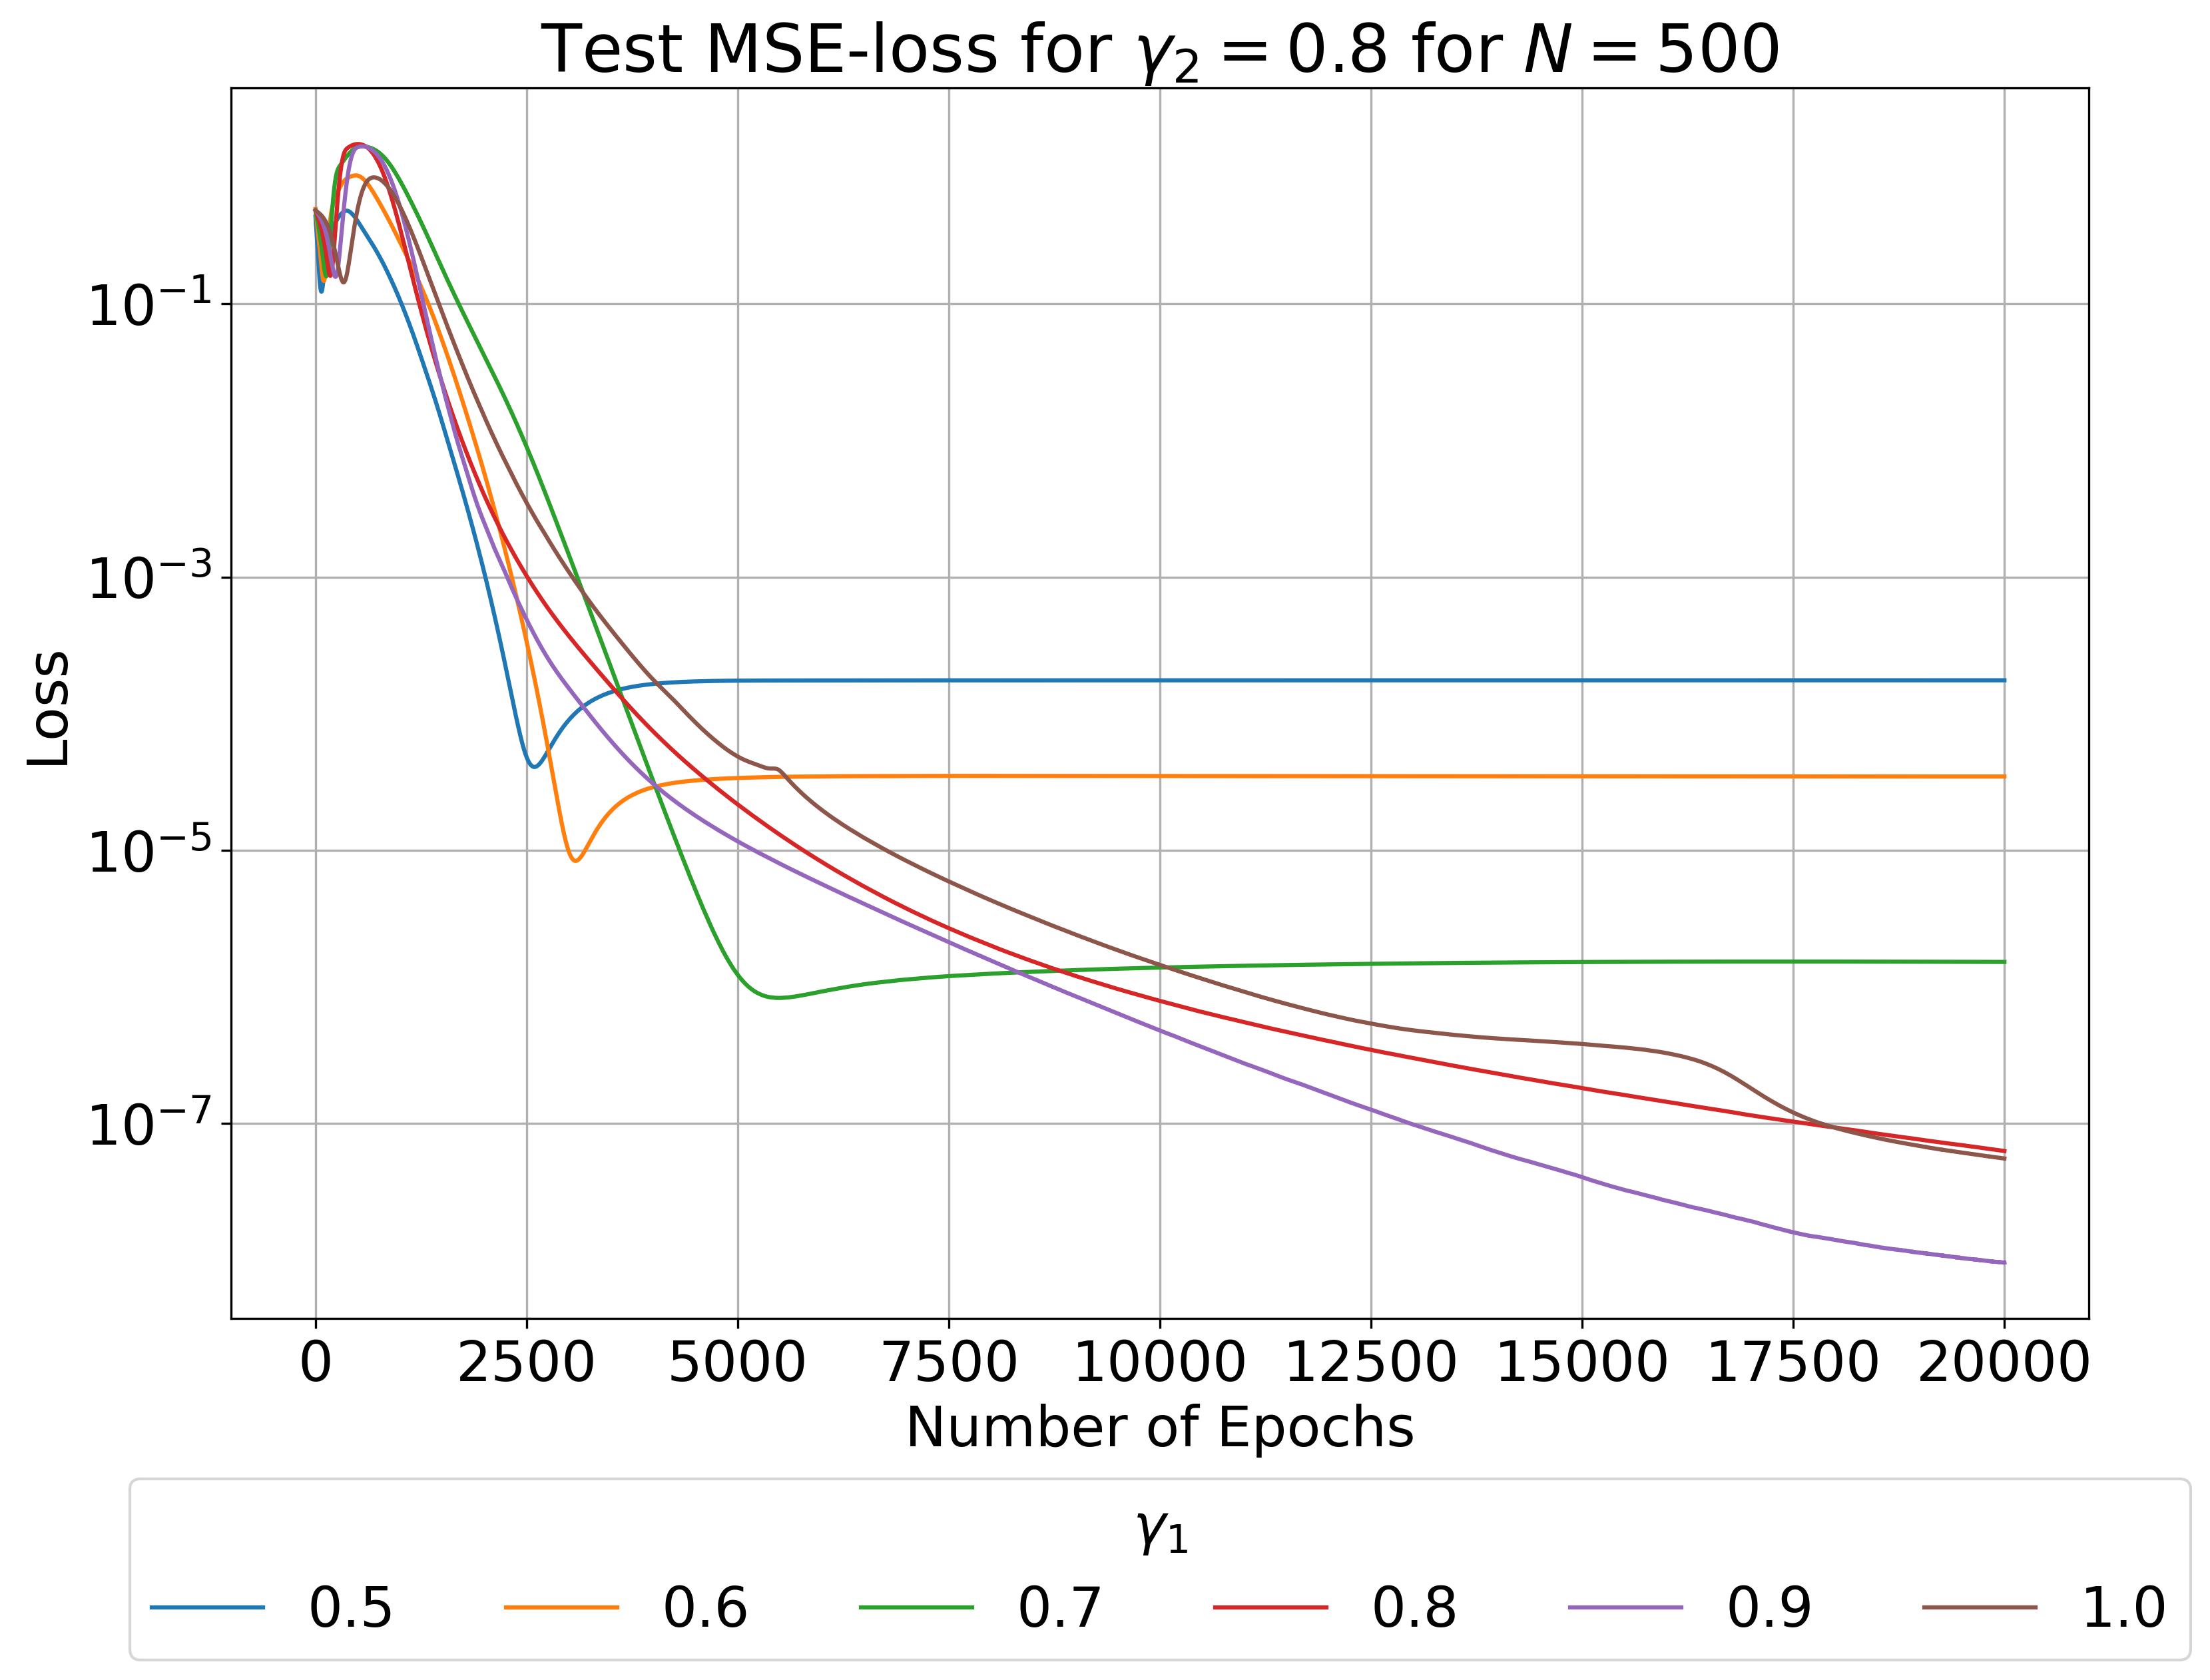 Test MSE-loss for γ₂ = 0.8 for N = 500
Loss
10⁻¹
10⁻³
10⁻⁵
10⁻⁷
0 2500 5000 7500 10000 12500 15000 17500 20000
Number of Epochs
γ₁
0.5 0.6 0.7 0.8 0.9 1.0